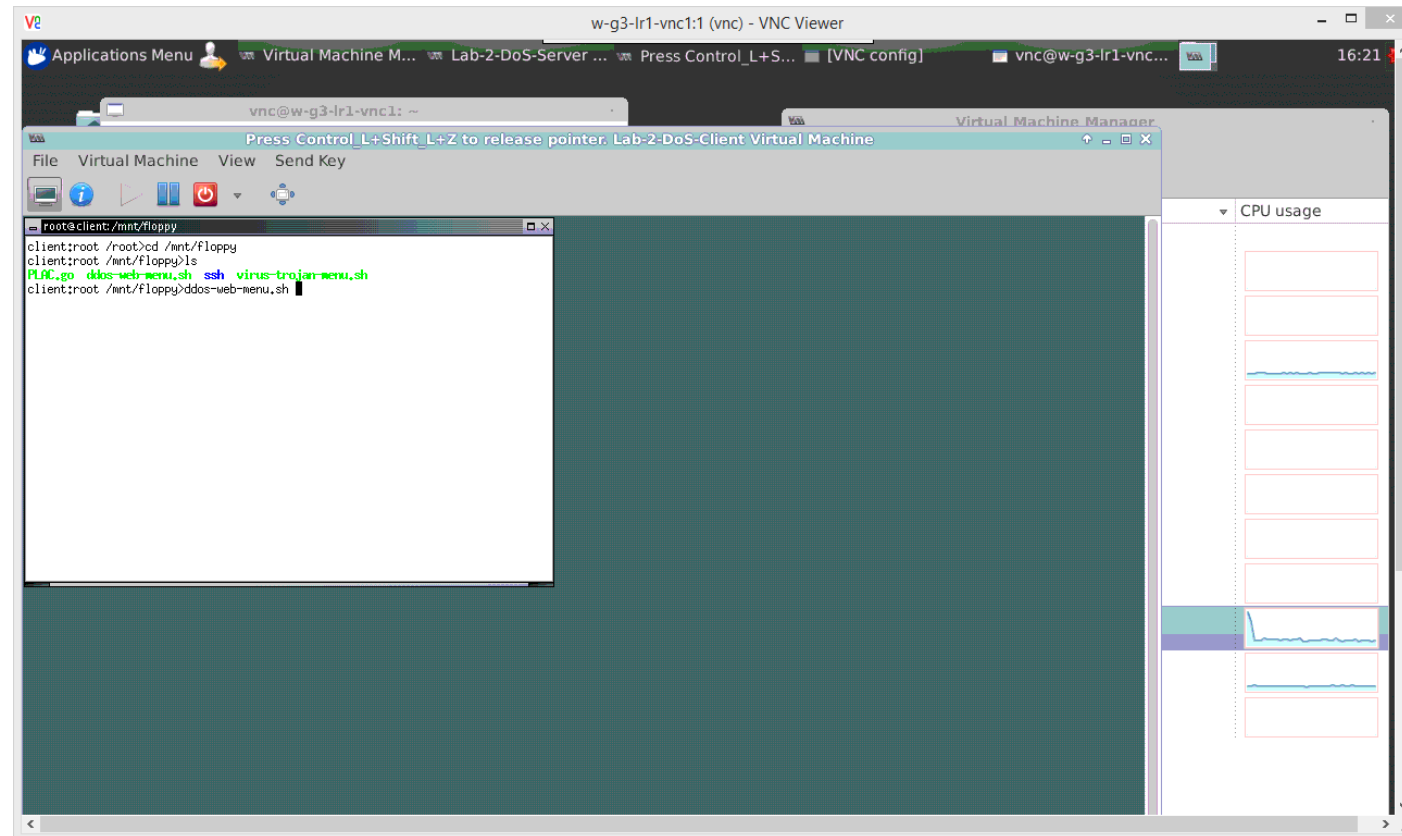 V2 w-g3-lr1-vnc1:1 (vnc) - VNC Viewer
Applications Menu Virtual Machine M... Lab-2-DoS-Server ... Press Control_L+S... [VNC config] vnc@w-g3-lr1-vnc... 16:21
vnc@w-g3-lr1-vnc1: ~
Virtual Machine Manager
Press Control_L+Shift_L+Z to release pointer. Lab-2-DoS-Client Virtual Machine
File Virtual Machine View Send Key
CPU usage
root@client: /mnt/floppy
client:root /root>cd /mnt/floppy
client:root /mnt/floppy>ls
PLAC.go ddos-web-menu.sh ssh virus-trojan-menu.sh
client:root /mnt/floppy>ddos-web-menu.sh